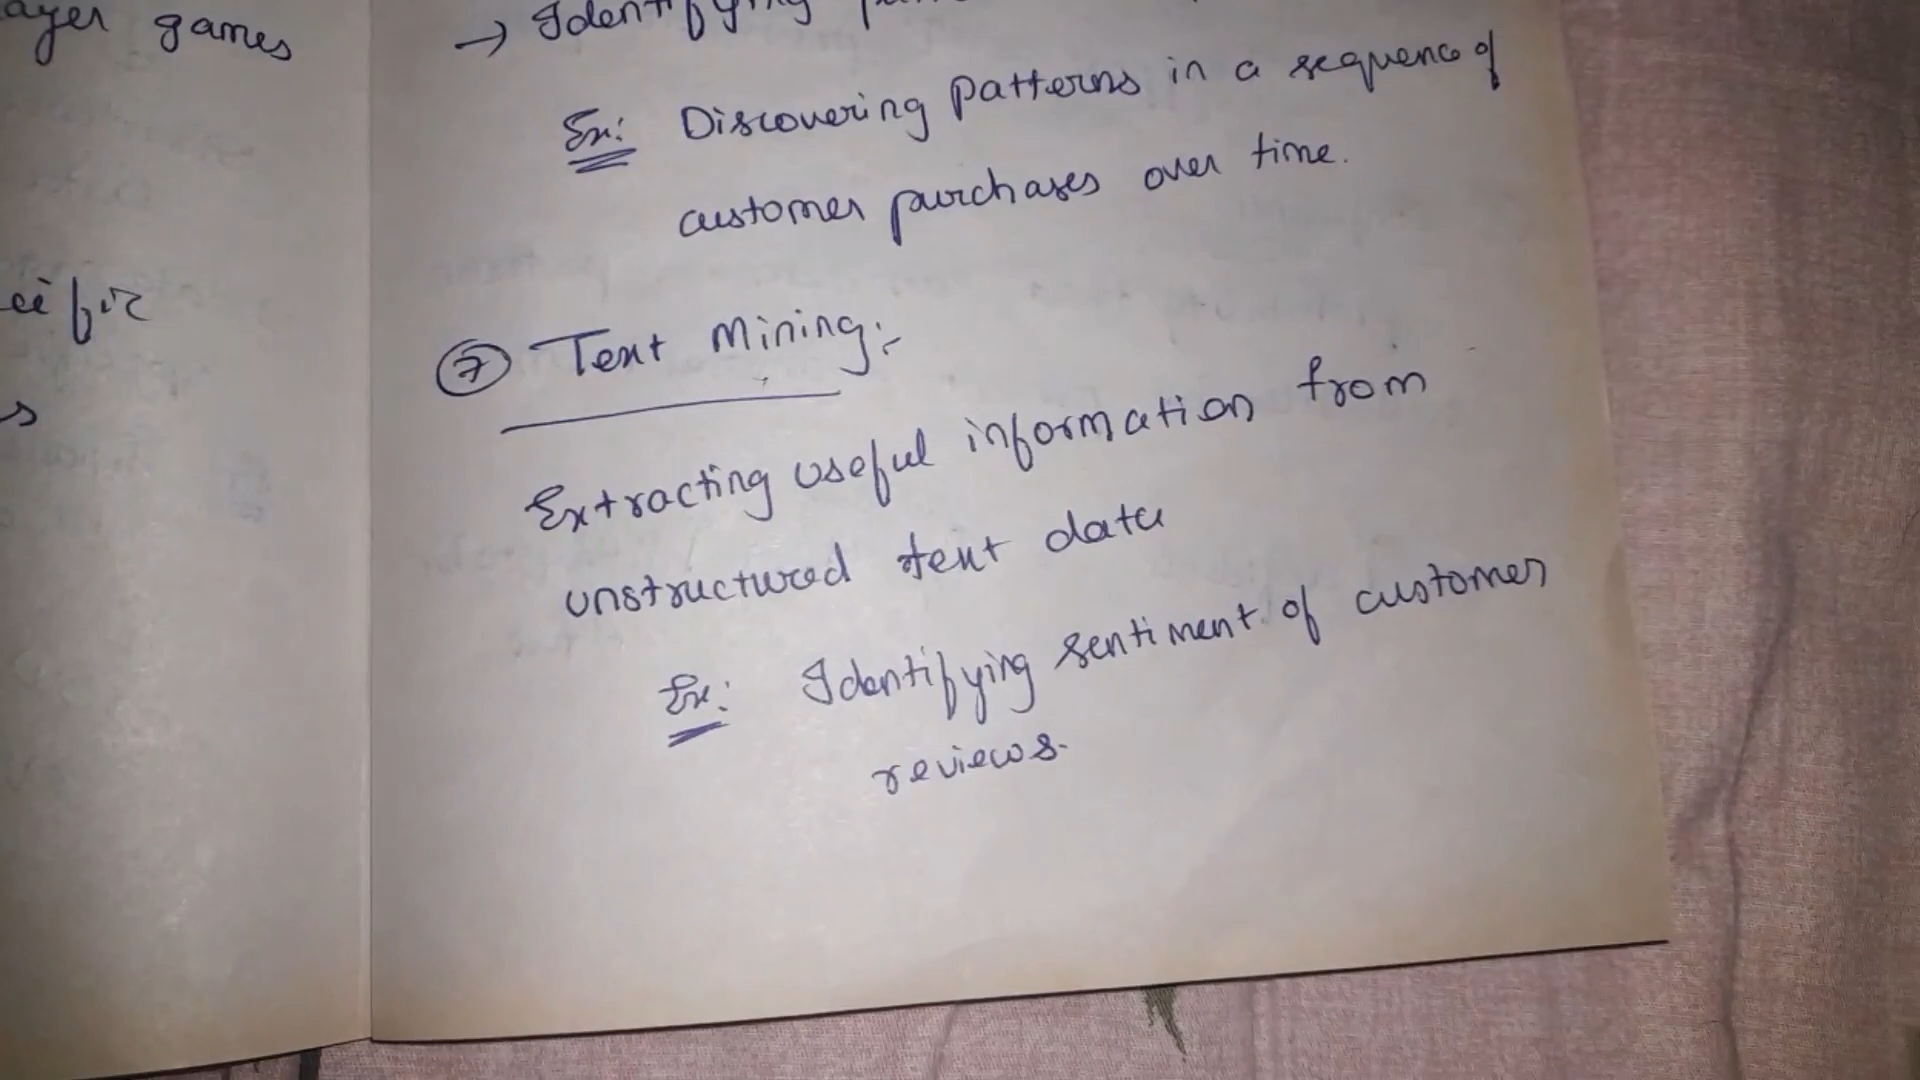 games
→ Identifying
Ex: Discovering patterns in a sequence of
customer purchases over time.
⑦ Text Mining:-
Extracting useful information from
unstructured text data
Ex: Identifying sentiment of customer
reviews.